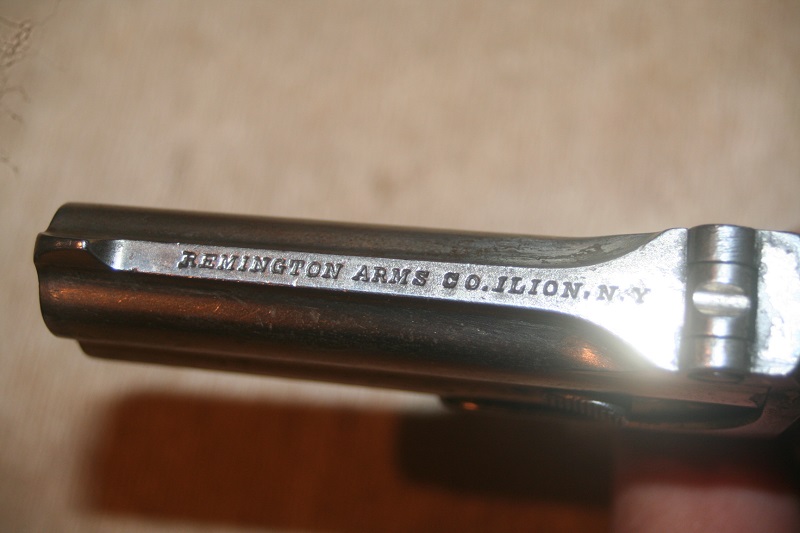 REMINGTON ARMS CO. ILION, N.Y